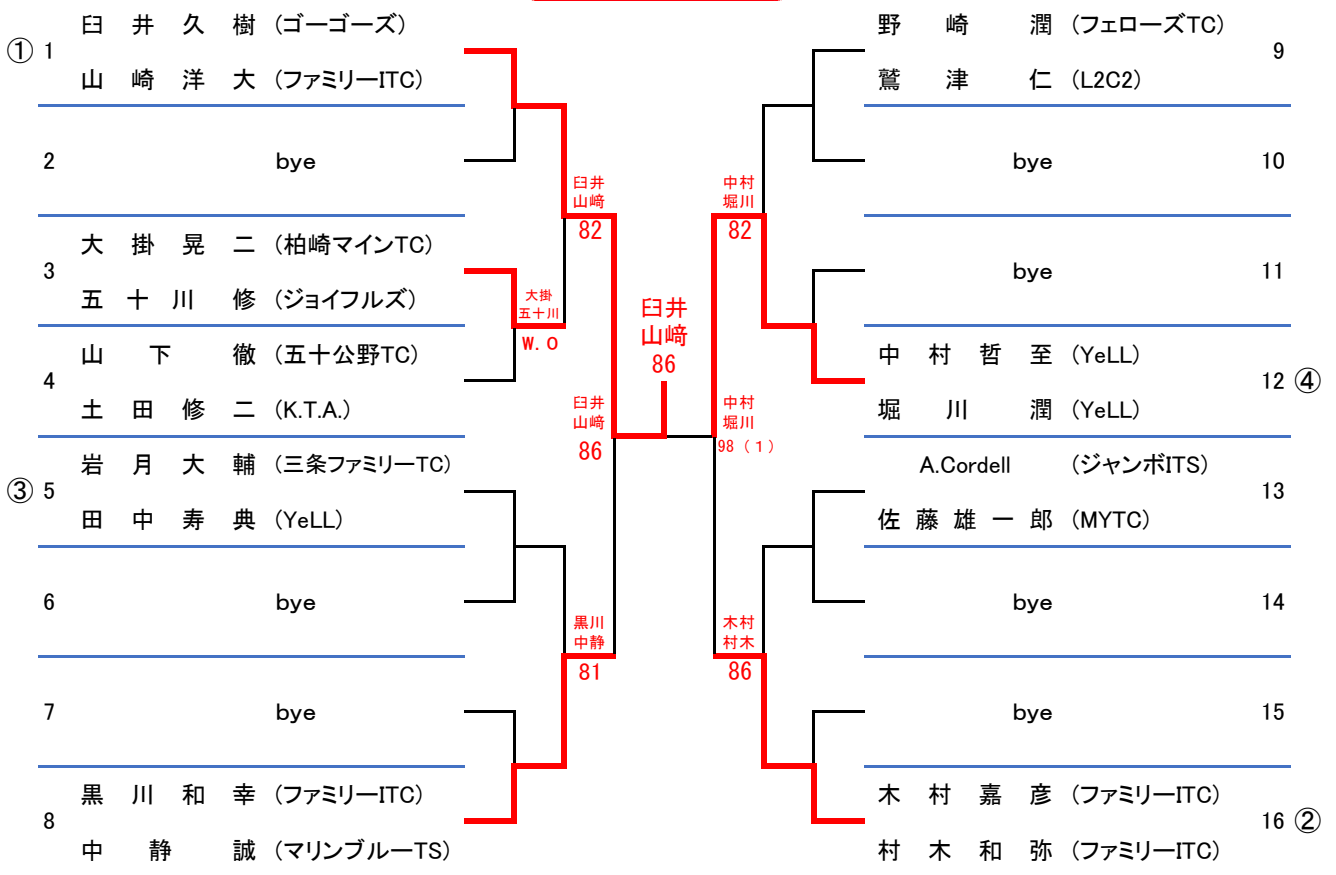 ① 1
臼井久樹 (ゴーゴーズ)
山崎洋大 (ファミリーITC)
2 bye
3
大掛晃二 (柏崎マインTC)
五十川修 (ジョイフルズ)
4
山下徹 (五十公野TC)
土田修二 (K.T.A.)
③ 5
岩月大輔 (三条ファミリーTC)
田中寿典 (YeLL)
6 bye
7 bye
8
黒川和幸 (ファミリーITC)
中静誠 (マリンブルーTS)
臼井
山﨑
82
大掛
五十川
W.O
臼井
山﨑
86
黒川
中静
81
臼井
山﨑
86
中村
堀川
82
中村
堀川
98(1)
木村
村木
86
野崎潤 (フェローズTC)
鷲津仁 (L2C2)
9
bye 10
bye 11
中村哲至 (YeLL)
堀川潤 (YeLL)
12 ④
A.Cordell (ジャンボITS)
佐藤雄一郎 (MYTC)
13
bye 14
bye 15
木村嘉彦 (ファミリーITC)
村木和弥 (ファミリーITC)
16 ②